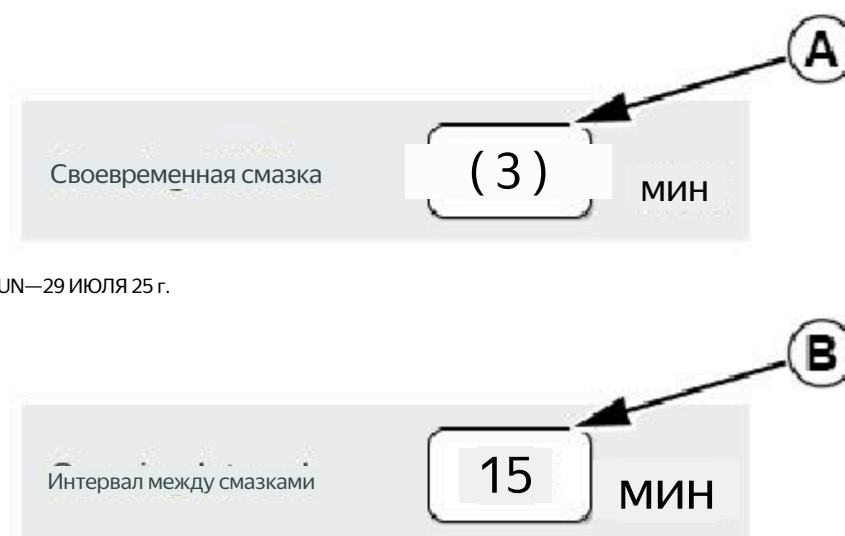 A
Своевременная смазка
(3)
мин
UN—29 ИЮЛЯ 25 г.
B
Интервал между смазками
15
мин